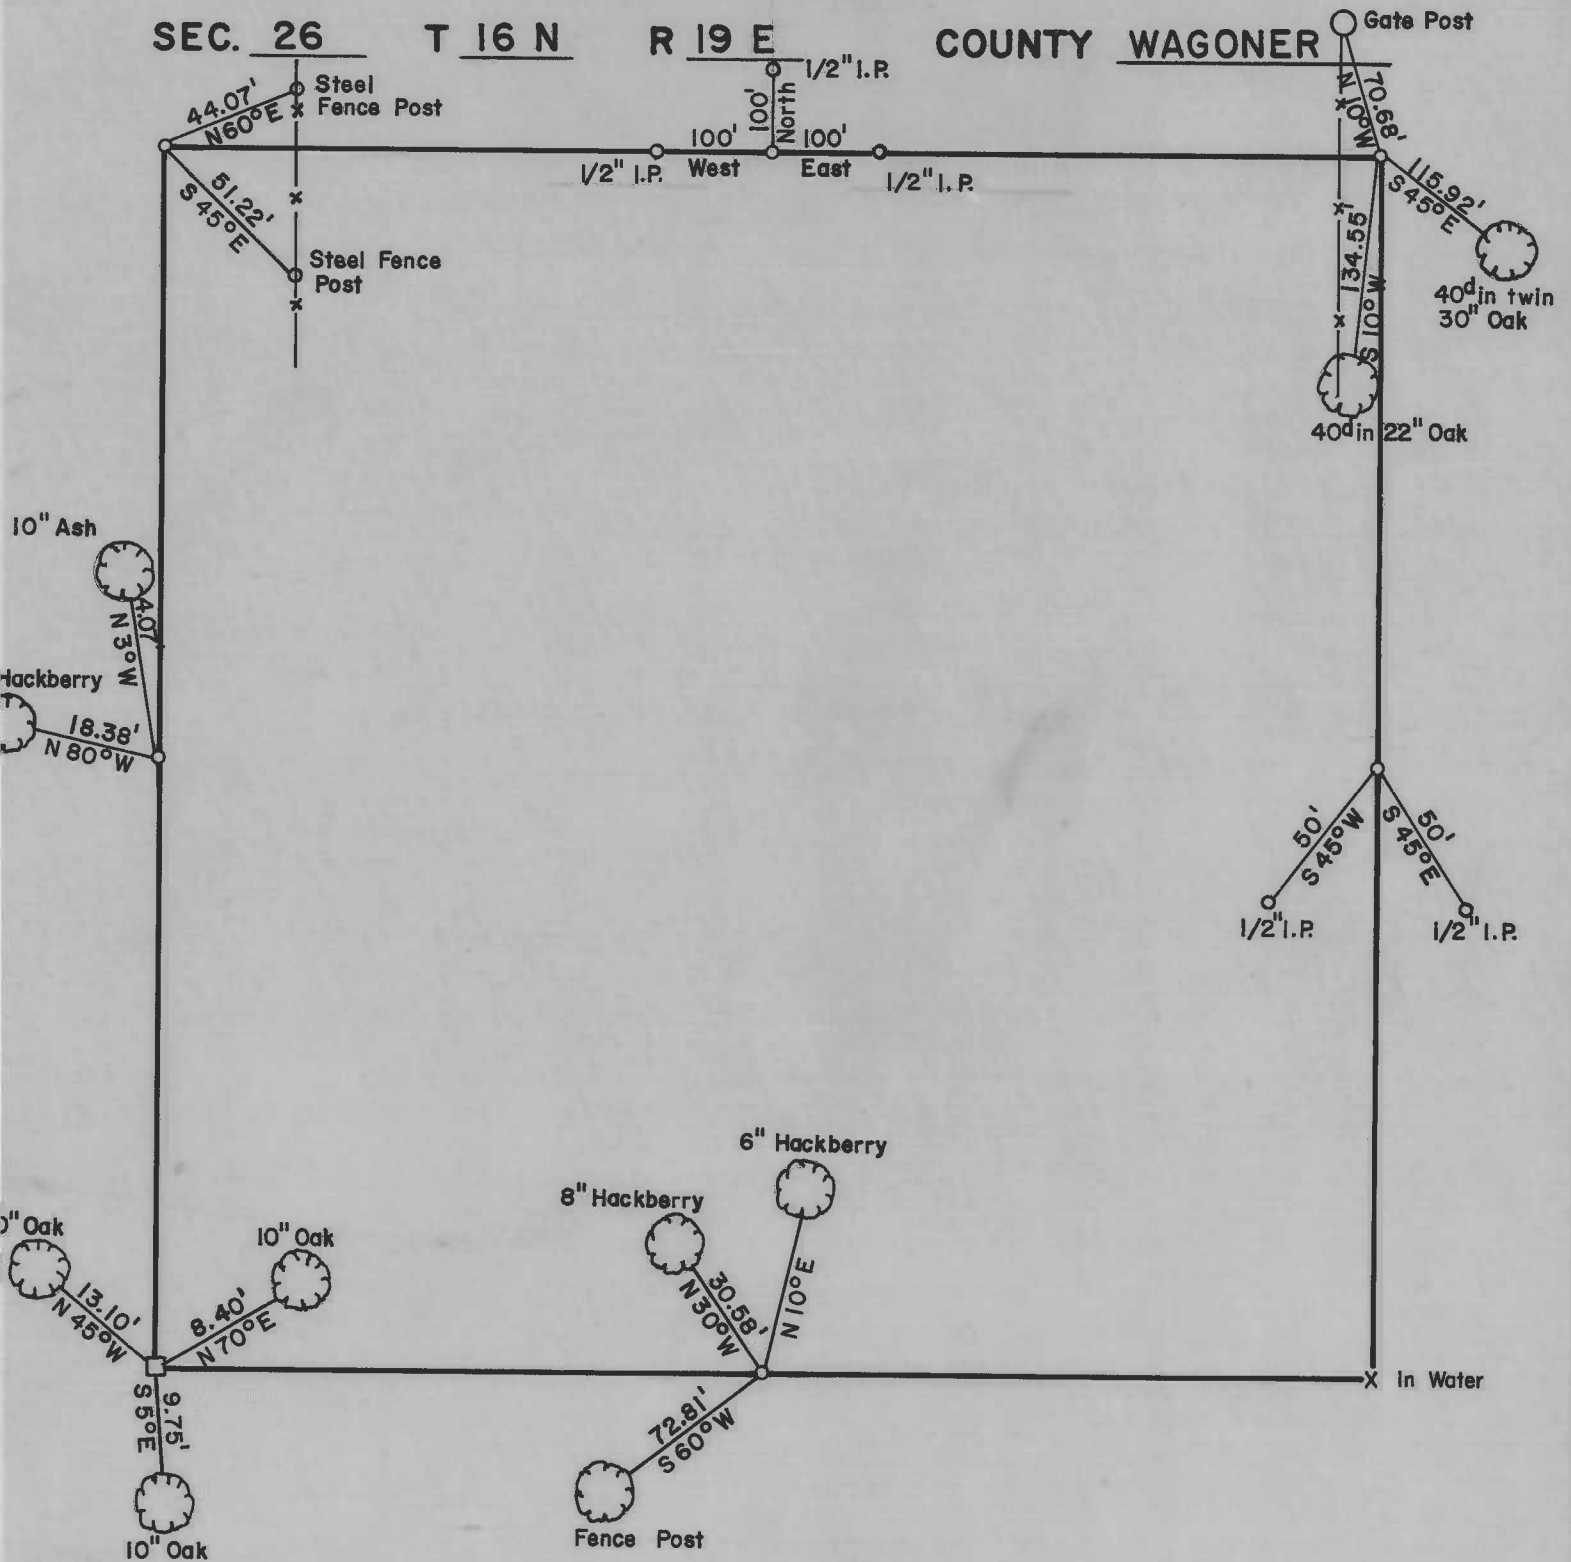 SEC. 26 T 16 N R 19 E COUNTY WAGONER
Gate Post
1/2" I.P.
Steel
Fence Post
44.07'
N 60° E
100'
North
N 10° W
70.68'
100'
West
100'
East
1/2" I.P.
1/2" I.P.
51.22'
S 45° E
115.92'
S 45° E
134.55'
S 10° W
Steel Fence
Post
40d in twin
30" Oak
40d in 22" Oak
10" Ash
4.07'
N 3° W
Hackberry
18.38'
N 80° W
50'
S 45° W
50'
S 45° E
1/2" I.P.
1/2" I.P.
6" Hackberry
8" Hackberry
Oak
10" Oak
13.10'
N 45° W
8.40'
N 70° E
30.58'
N 30° W
N 10° E
In Water
X
9.75'
S 5° E
72.81'
S 60° W
Fence Post
10" Oak